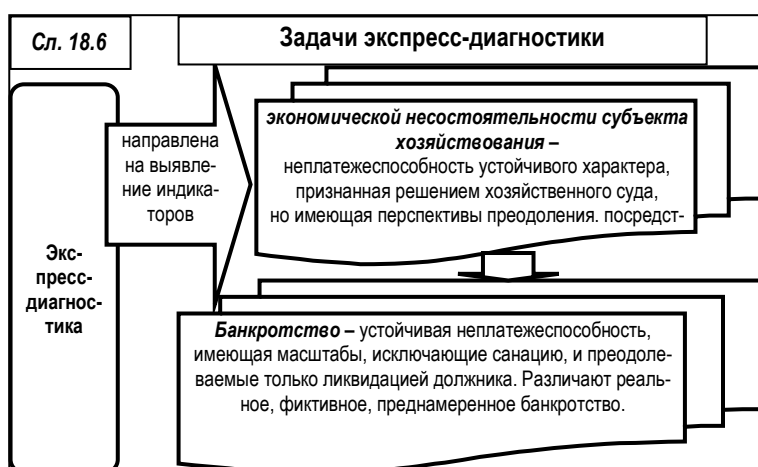 Сл. 18.6
Задачи экспресс-диагностики
экономической несостоятельности субъекта
хозяйствования –
неплатежеспособность устойчивого характера,
признанная решением хозяйственного суда,
но имеющая перспективы преодоления. посредст-
направлена
на выявле-
ние индика-
торов
Экс-
пресс-
диагнос-
тика
Банкротство – устойчивая неплатежеспособность,
имеющая масштабы, исключающие санацию, и преодоле-
ваемые только ликвидацией должника. Различают реаль-
ное, фиктивное, преднамеренное банкротство.